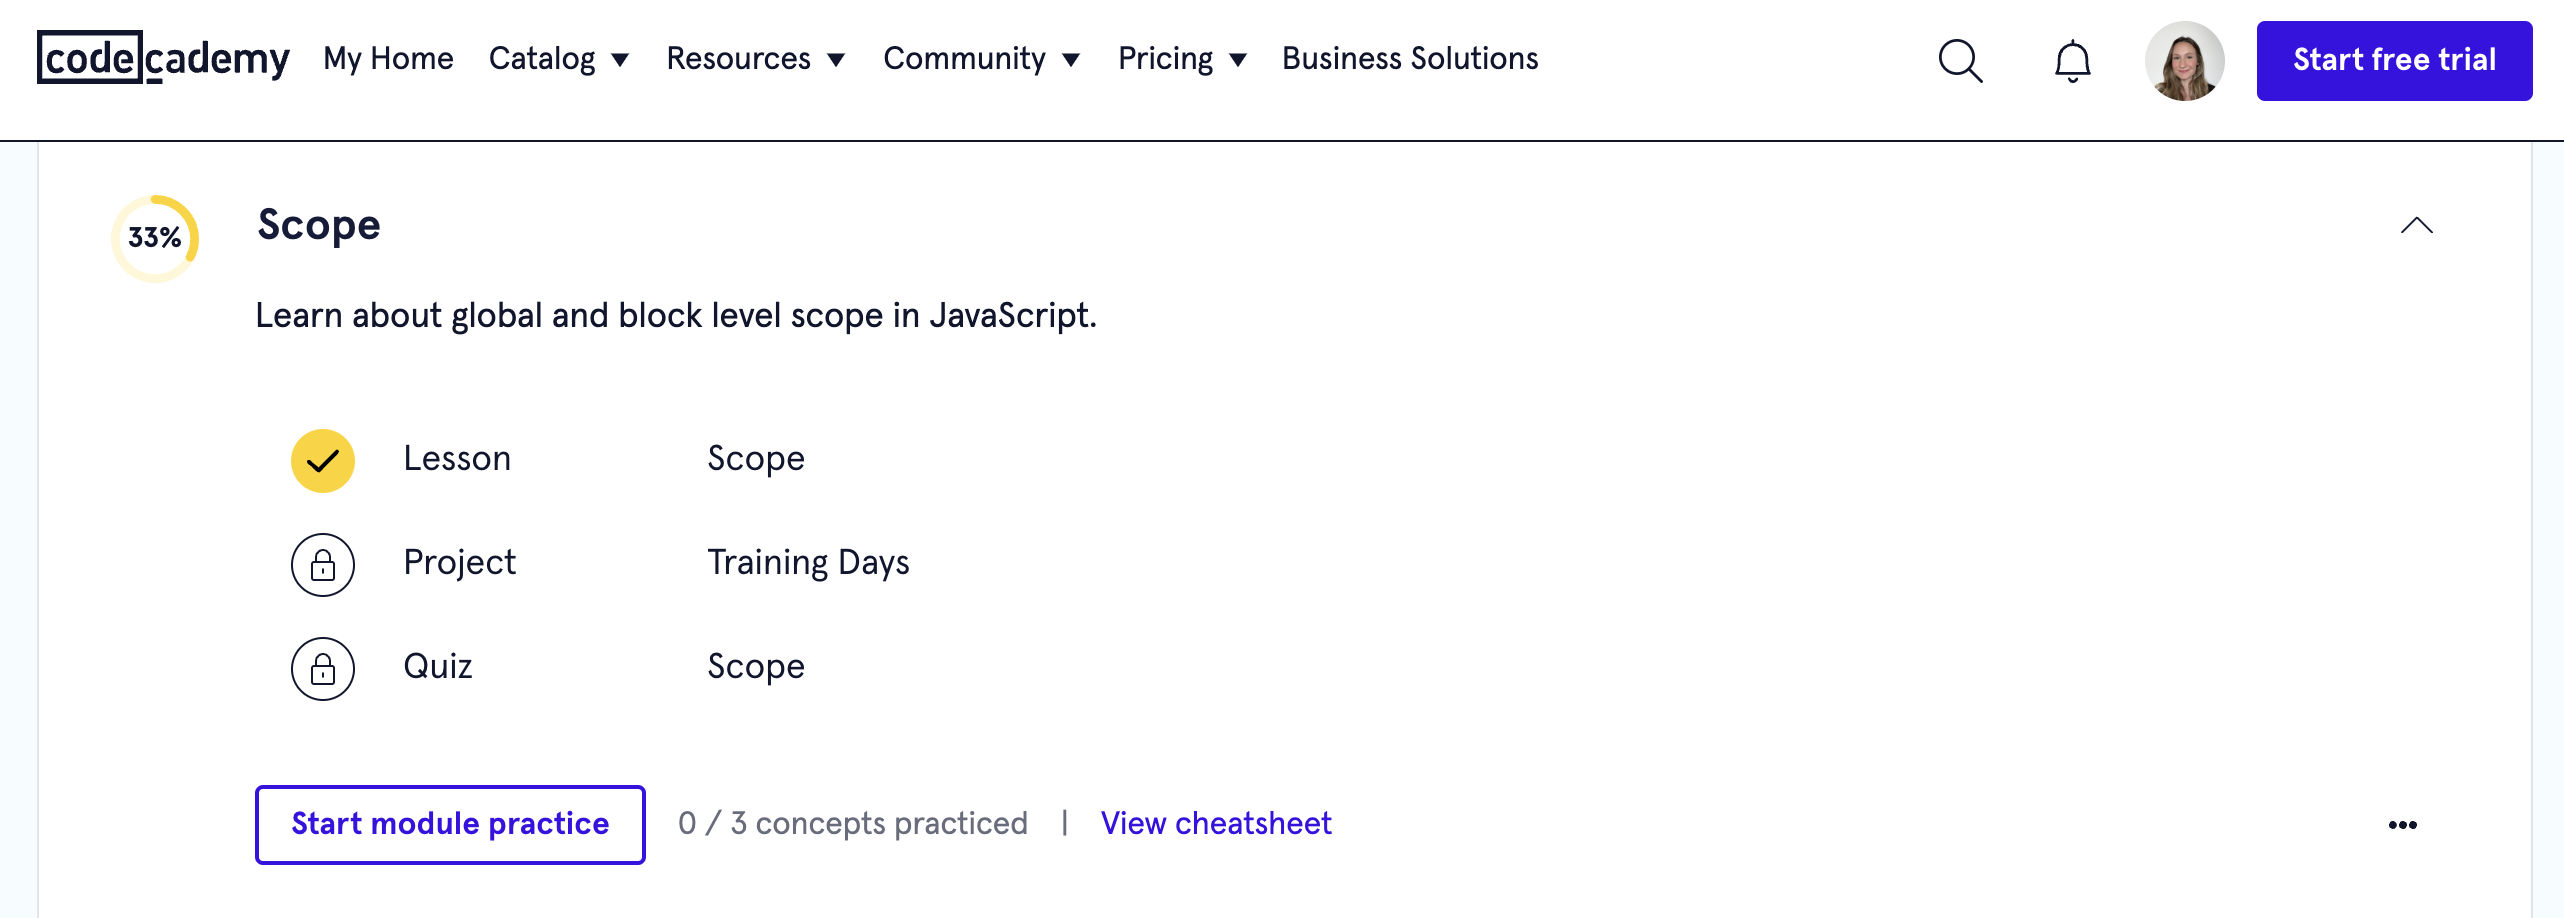 codecademy My Home Catalog Resources Community Pricing Business Solutions Start free trial
33% Scope
Learn about global and block level scope in JavaScript.
Lesson Scope
Project Training Days
Quiz Scope
Start module practice 0 / 3 concepts practiced | View cheatsheet